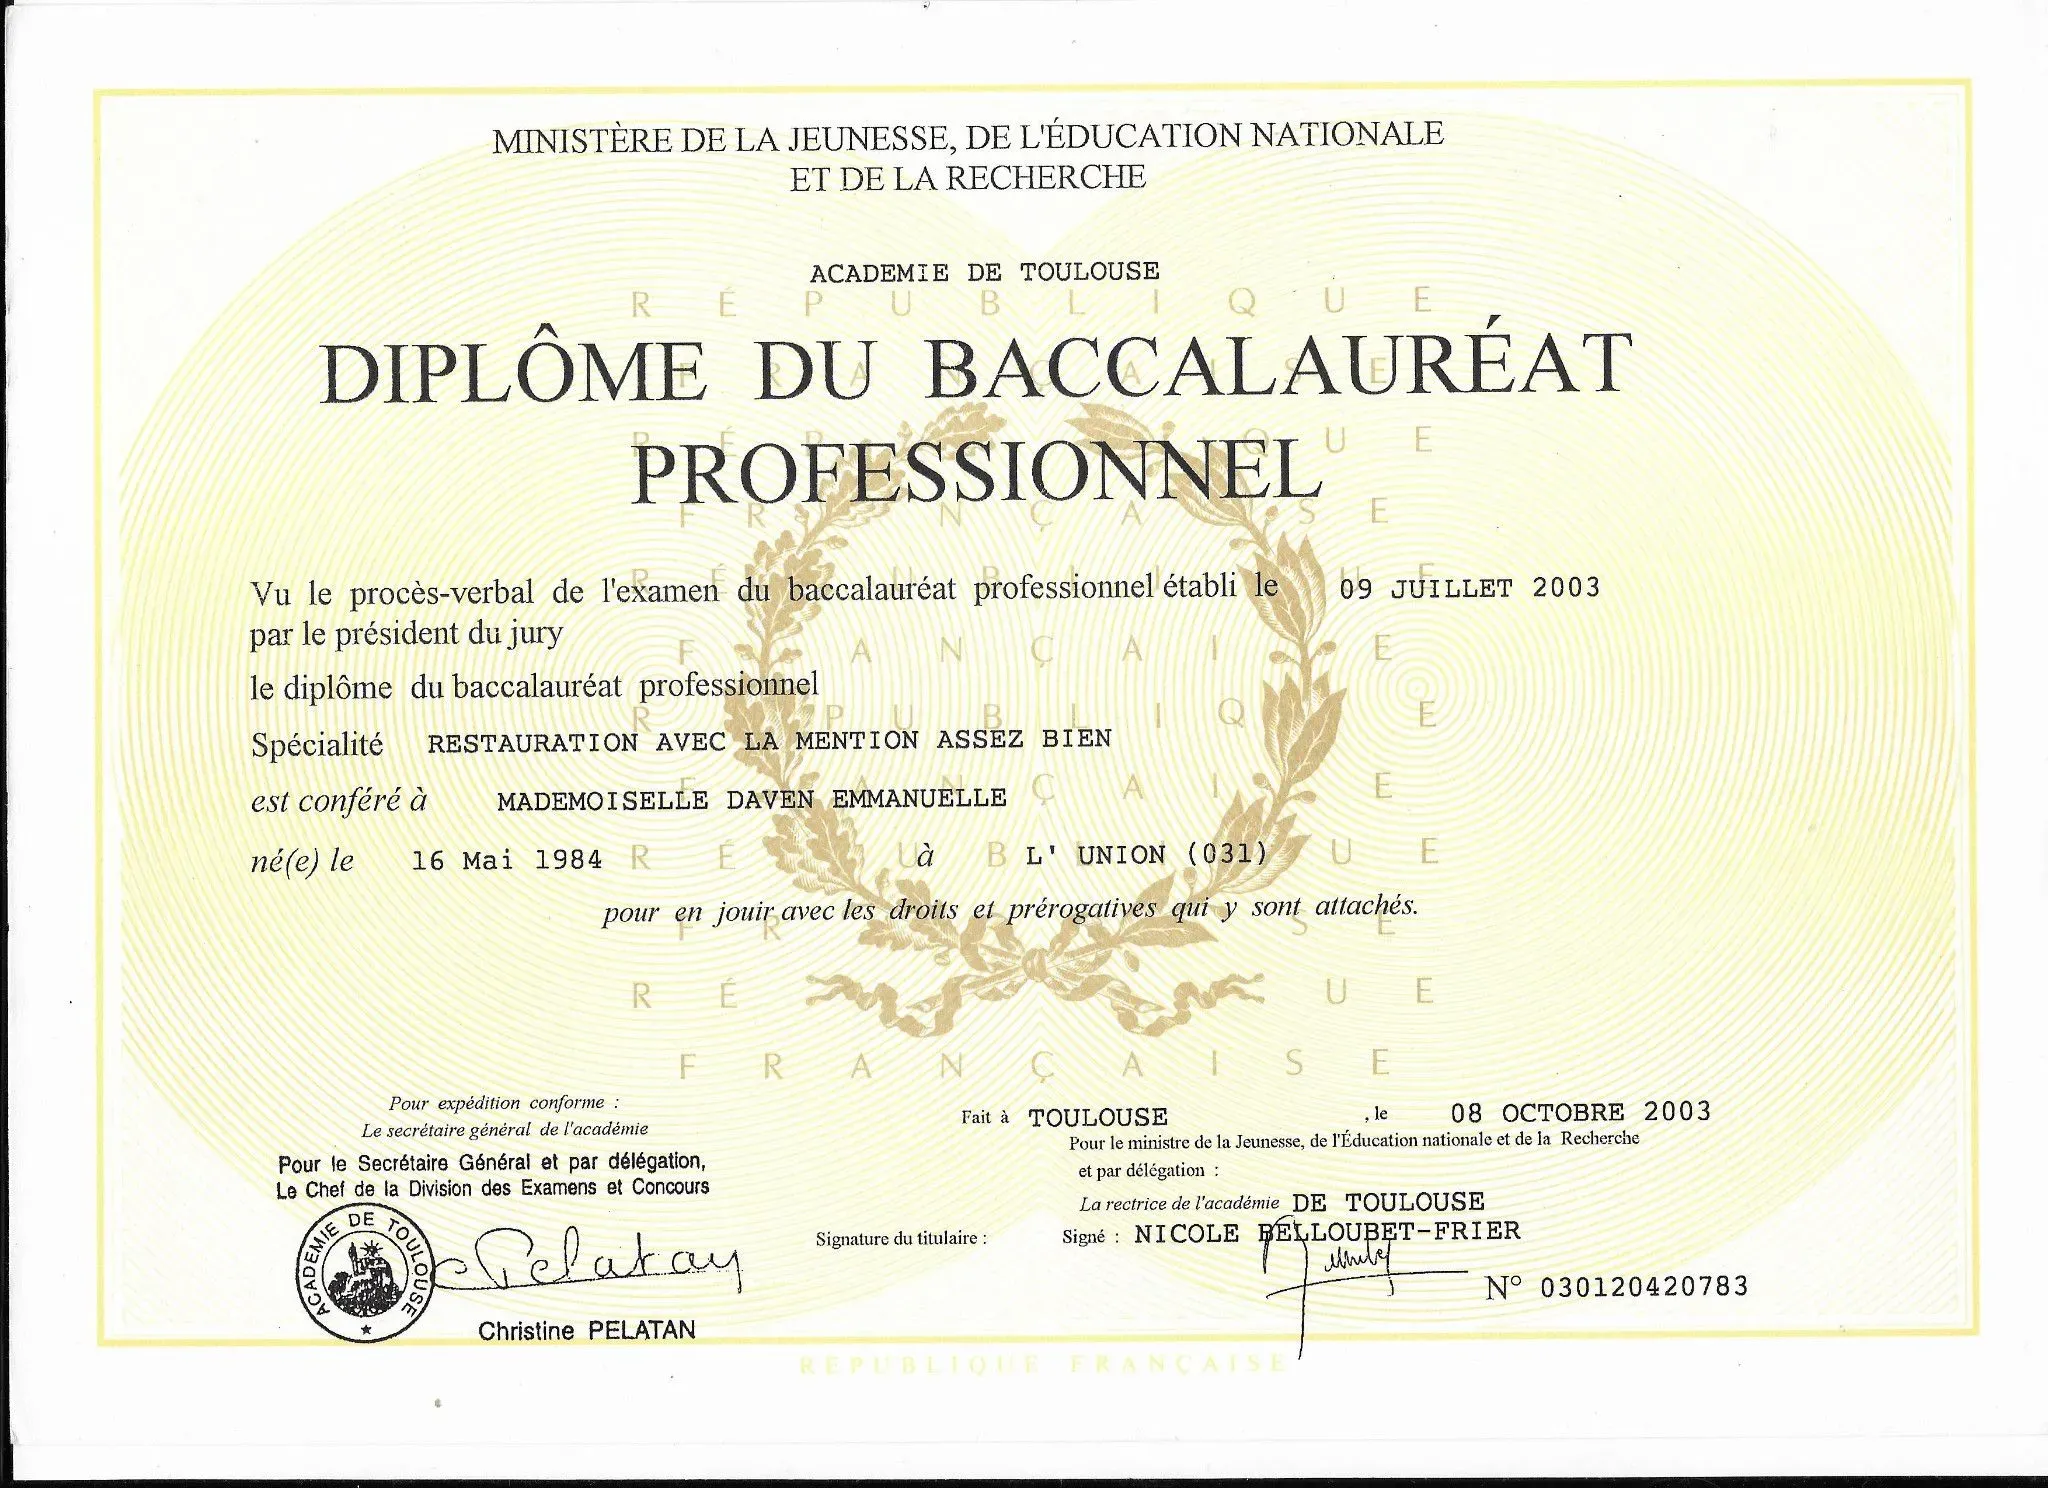 MINISTÈRE DE LA JEUNESSE, DE L'ÉDUCATION NATIONALE
ET DE LA RECHERCHE
ACADEMIE DE TOULOUSE
DIPLÔME DU BACCALAURÉAT
PROFESSIONNEL
Vu le procès-verbal de l'examen du baccalauréat professionnel établi le 09 JUILLET 2003
par le président du jury
le diplôme du baccalauréat professionnel
Spécialité RESTAURATION AVEC LA MENTION ASSEZ BIEN
est conféré à MADEMOISELLE DAVEN EMMANUELLE
né(e) le 16 Mai 1984 à L' UNION (031)
pour en jouir avec les droits et prérogatives qui y sont attachés.
RÉPUBLIQUE
FRANÇAISE
Pour expédition conforme :
Le secrétaire général de l'académie
Pour le Secrétaire Général et par délégation,
Le Chef de la Division des Examens et Concours
ACADEMIE DE TOULOUSE
C Pelatan
Christine PELATAN
Signature du titulaire :
Fait à TOULOUSE , le 08 OCTOBRE 2003
Pour le ministre de la Jeunesse, de l'Éducation nationale et de la Recherche
et par délégation :
La rectrice de l'académie DE TOULOUSE
Signé : NICOLE BELLOUBET-FRIER
N° 030120420783
REPUBLIQUE FRANÇAISE